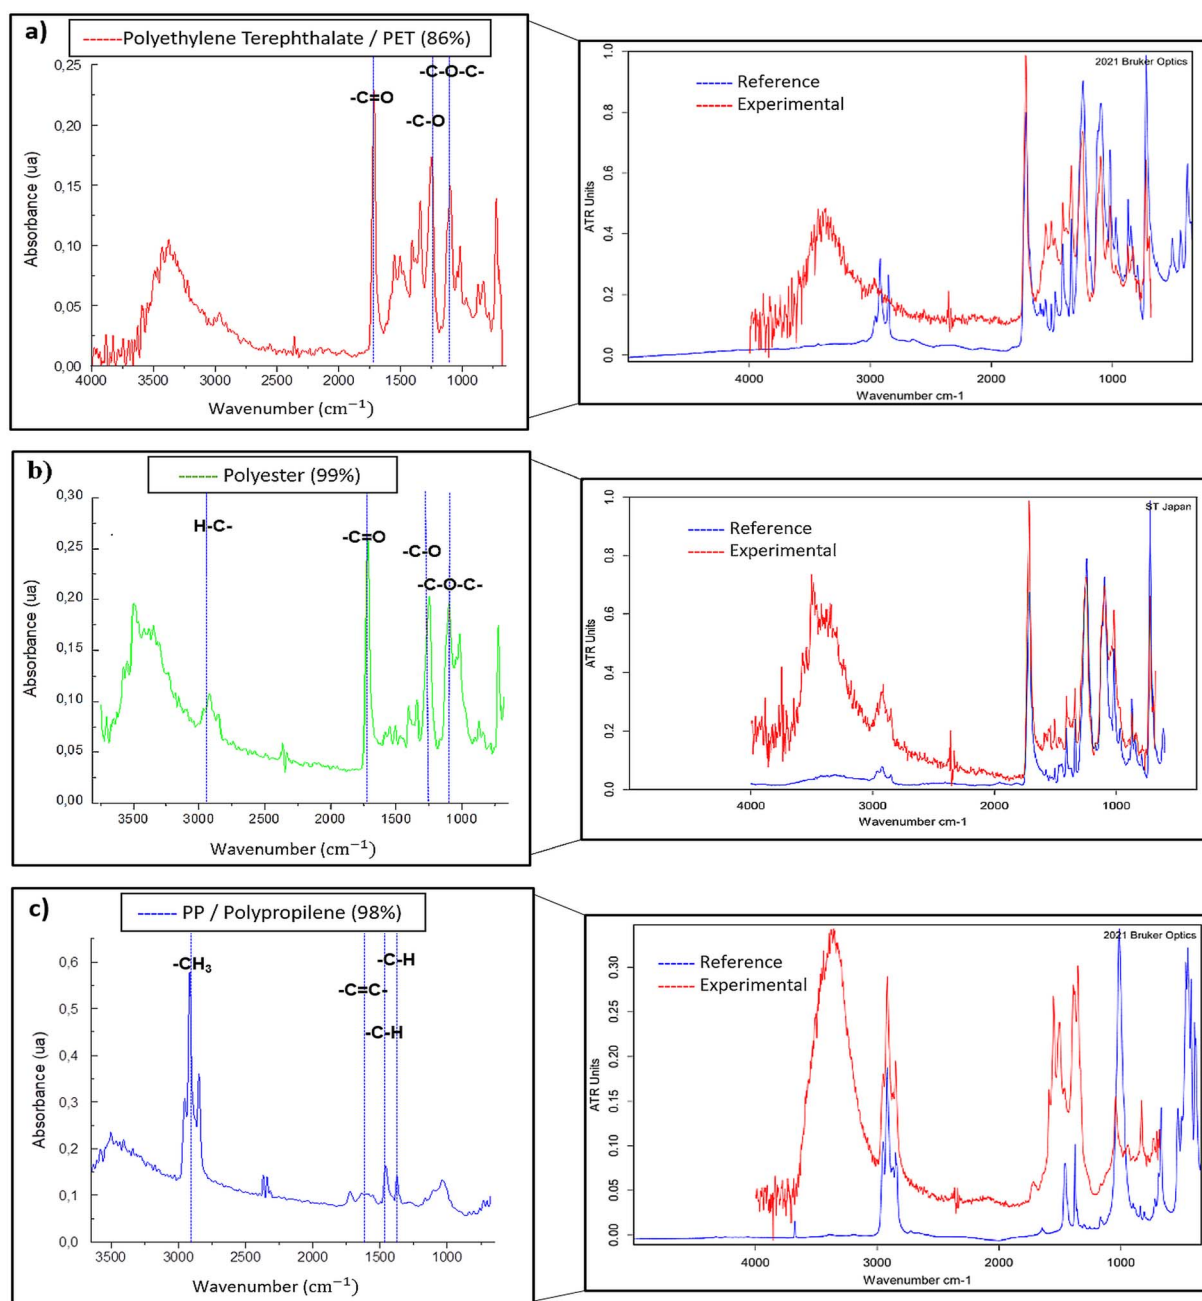 a)
Polyethylene Terephthalate / PET (86%)
-C-O-C-
-C=O
-C-O
0,25
0,20
0,15
0,10
0,05
0,00
Absorbance (ua)
4000 3500 3000 2500 2000 1500 1000
Wavenumber (cm⁻¹)
2021 Bruker Optics
Reference
Experimental
1.0
0.8
0.6
0.4
0.2
0.0
ATR Units
4000 3000 2000 1000
Wavenumber cm-1
b)
Polyester (99%)
H-C-
-C=O
-C-O
-C-O-C-
0,30
0,25
0,20
0,15
0,10
0,05
0,00
Absorbance (ua)
3500 3000 2500 2000 1500 1000
Wavenumber (cm⁻¹)
ST Japan
Reference
Experimental
1.0
0.8
0.6
0.4
0.2
0.0
ATR Units
4000 3000 2000 1000
Wavenumber cm-1
c)
PP / Polypropilene (98%)
-CH₃
-C-H
-C=C-
-C-H
0,6
0,5
0,4
0,3
0,2
0,1
0,0
Absorbance (ua)
3500 3000 2500 2000 1500 1000
Wavenumber (cm⁻¹)
2021 Bruker Optics
Reference
Experimental
0.30
0.25
0.20
0.15
0.10
0.05
0.00
ATR Units
4000 3000 2000 1000
Wavenumber cm-1